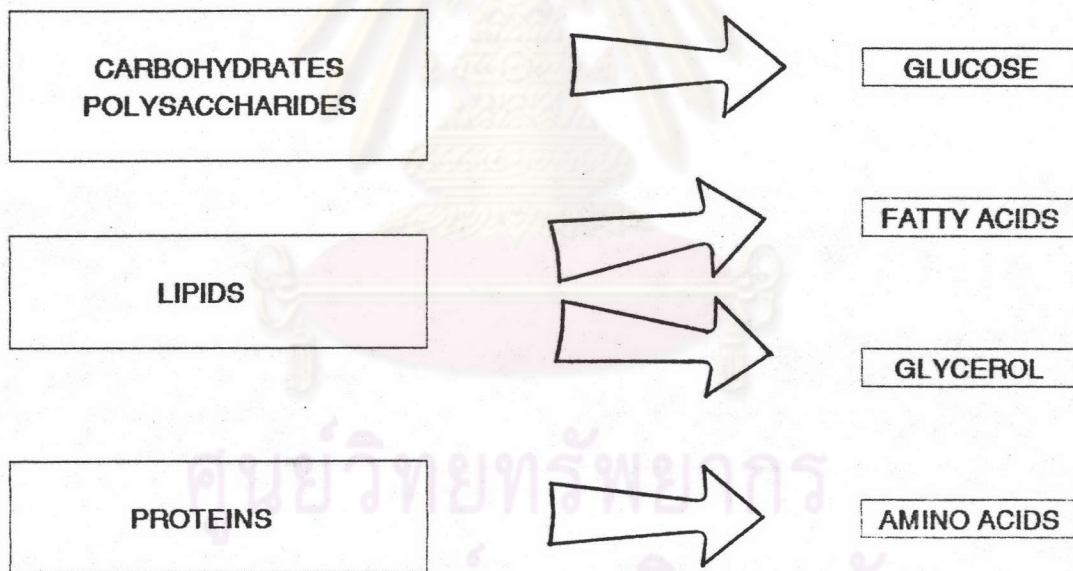 CARBOHYDRATES
POLYSACCHARIDES
GLUCOSE
LIPIDS
FATTY ACIDS
GLYCEROL
PROTEINS
AMINO ACIDS
ศูนย์วิทยทรัพยากร